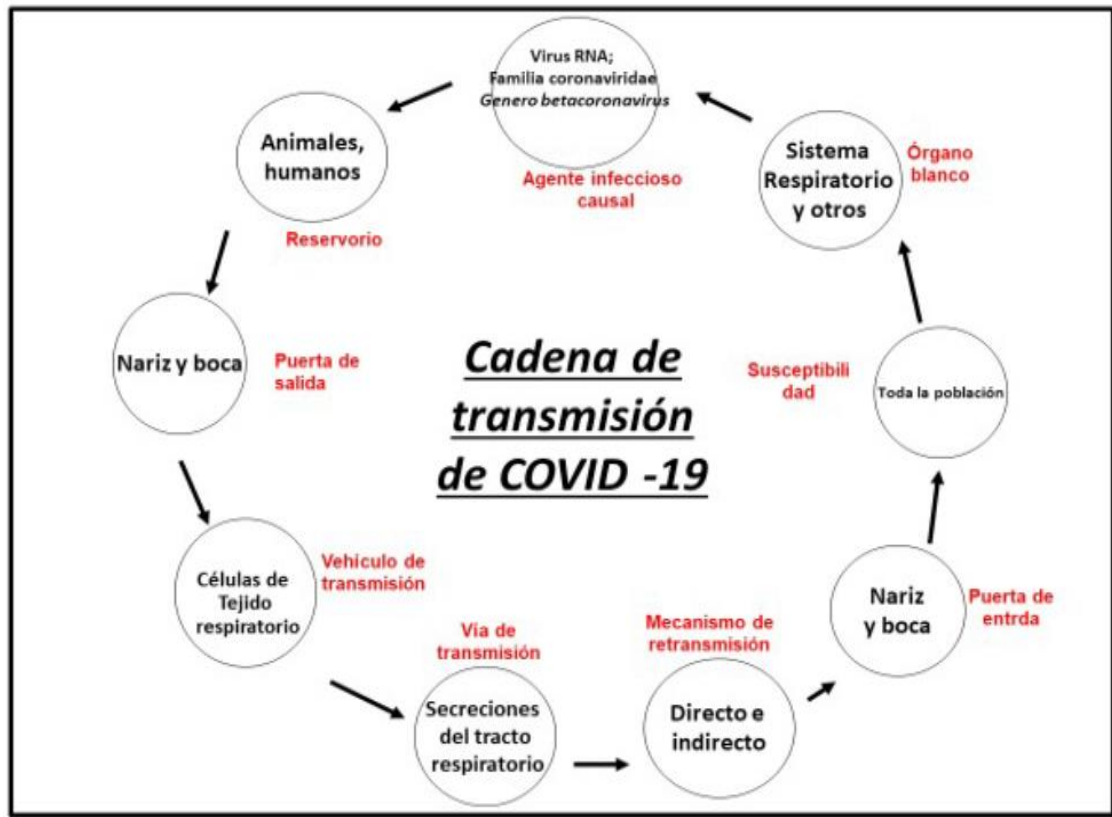 Virus RNA;
Familia coronaviridae
Genero betacoronavirus
Agente infeccioso
causal
Animales,
humanos
Reservorio
Nariz y boca
Puerta de
salida
Células de
Tejido
respiratorio
Vehículo de
transmisión
Vía de
transmisión
Secreciones
del tracto
respiratorio
Mecanismo de
retransmisión
Directo e
indirecto
Nariz
y boca
Puerta de
entrda
Toda la población
Susceptibili
dad
Sistema
Respiratorio
y otros
Órgano
blanco
Cadena de
transmisión
de COVID -19